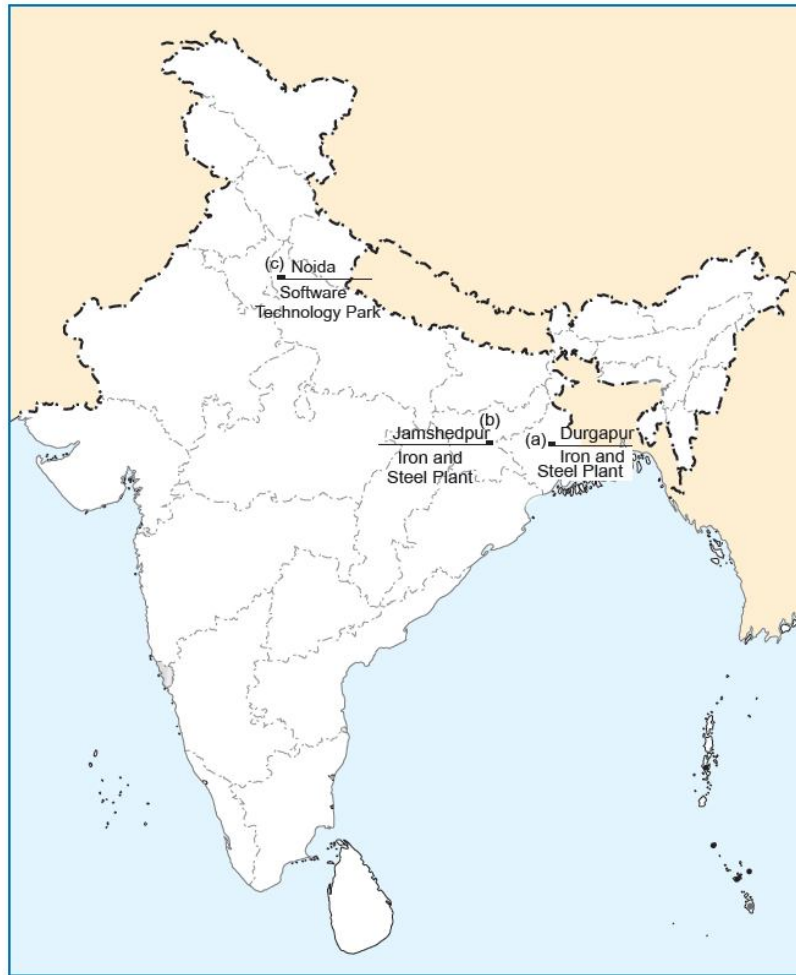 (c) Noida
Software
Technology Park
(b)
Jamshedpur
Iron and
Steel Plant
(a) Durgapur
Iron and
Steel Plant